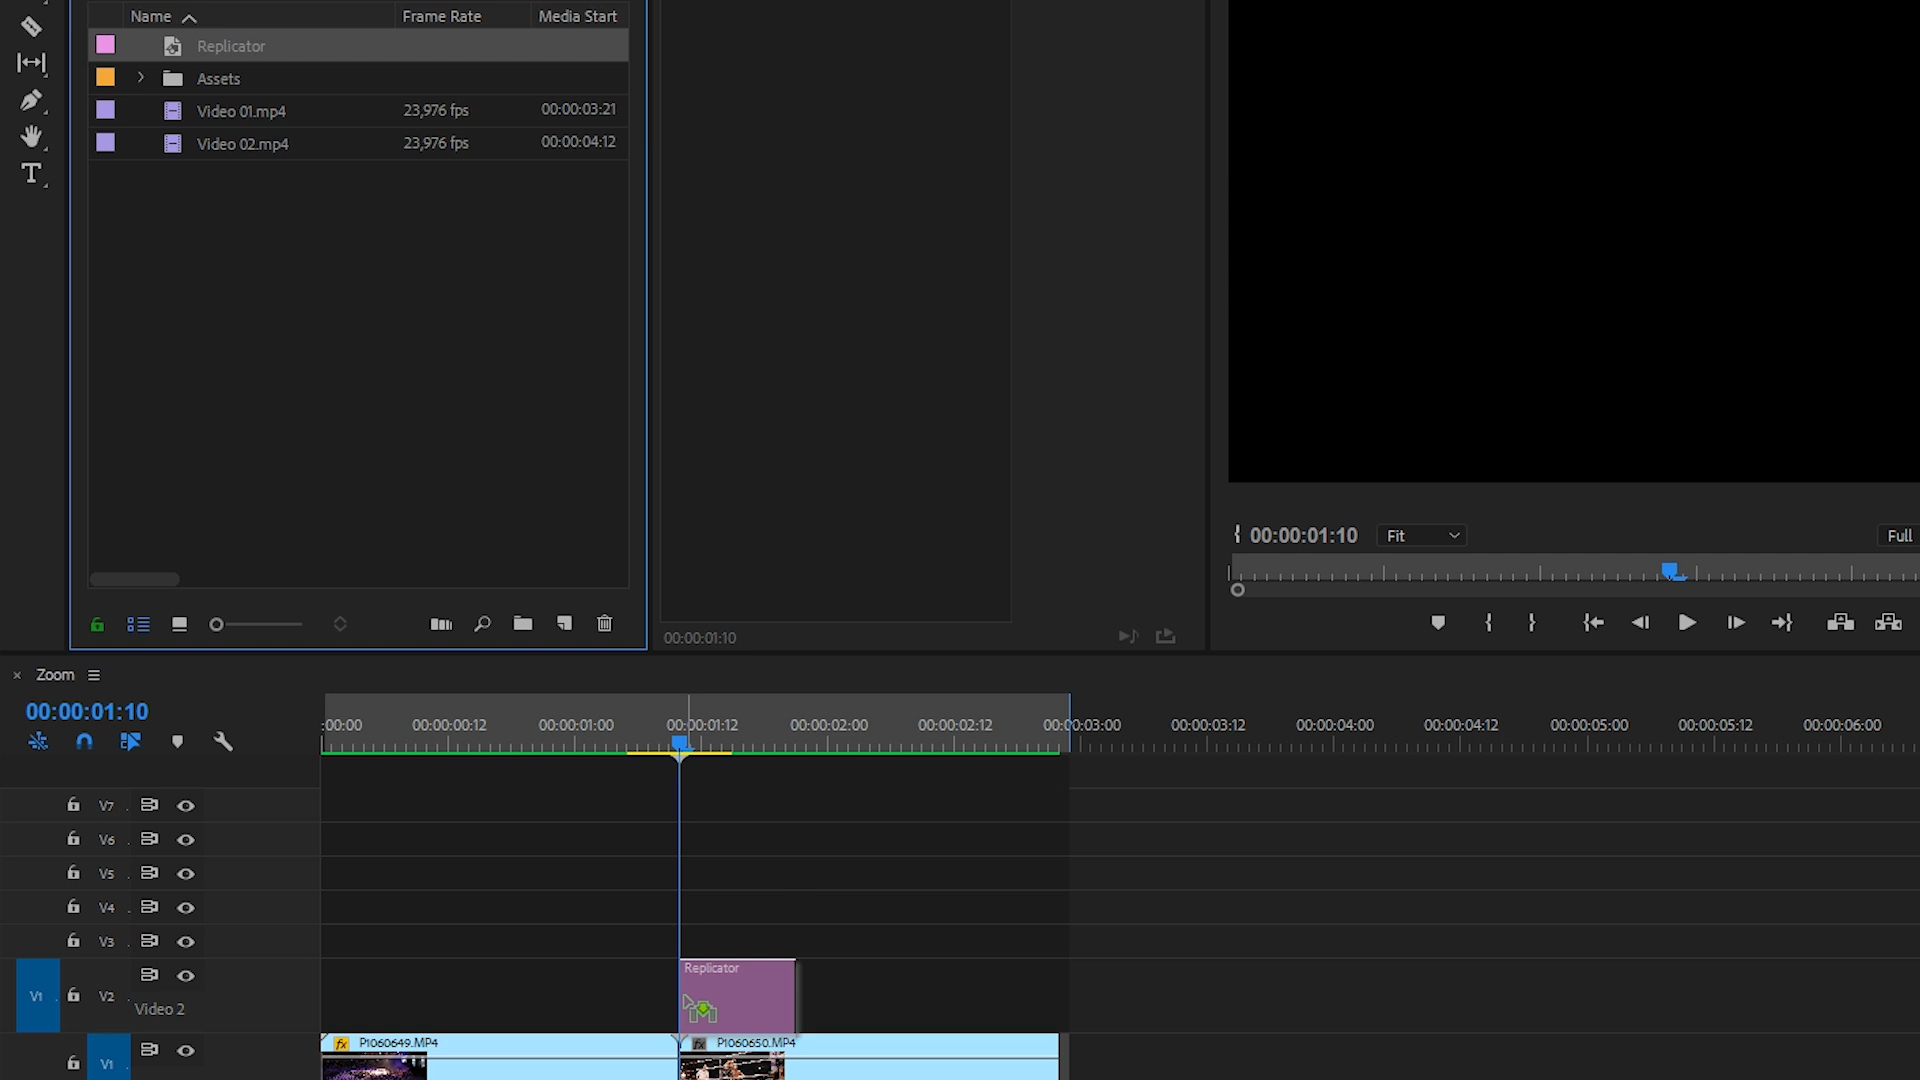 Name Frame Rate Media Start
Replicator
Assets
Video 01.mp4 23,976 fps 00:00:03:21
Video 02.mp4 23,976 fps 00:00:04:12
T
00:00:01:10 Fit Full
00:00:01:10
× Zoom
00:00:01:10
:00:00 00:00:00:12 00:00:01:00 00:00:01:12 00:00:02:00 00:00:02:12 00:00:03:00 00:00:03:12 00:00:04:00 00:00:04:12 00:00:05:00 00:00:05:12 00:00:06:00
V7
V6
V5
V4
V3
Replicator
V1 V2
Video 2
fx P1060649.MP4 fx P1060650.MP4
V1